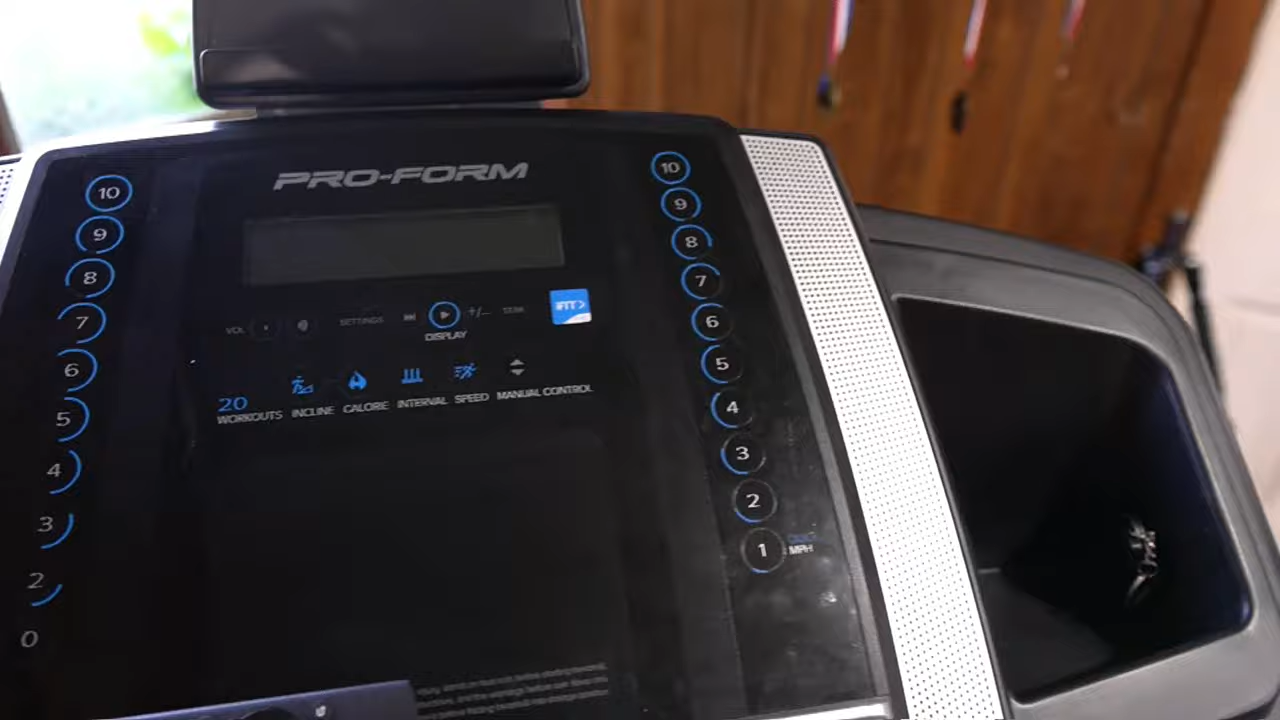 PRO-FORM
10
9
8
7
6
5
4
3
2
0
VOL
SETTINGS
+/-
DISPLAY
iFIT >
20
WORKOUTS
INCLINE
CALORIE
INTERVAL
SPEED
MANUAL CONTROL
10
9
8
7
6
5
4
3
2
1
MPH